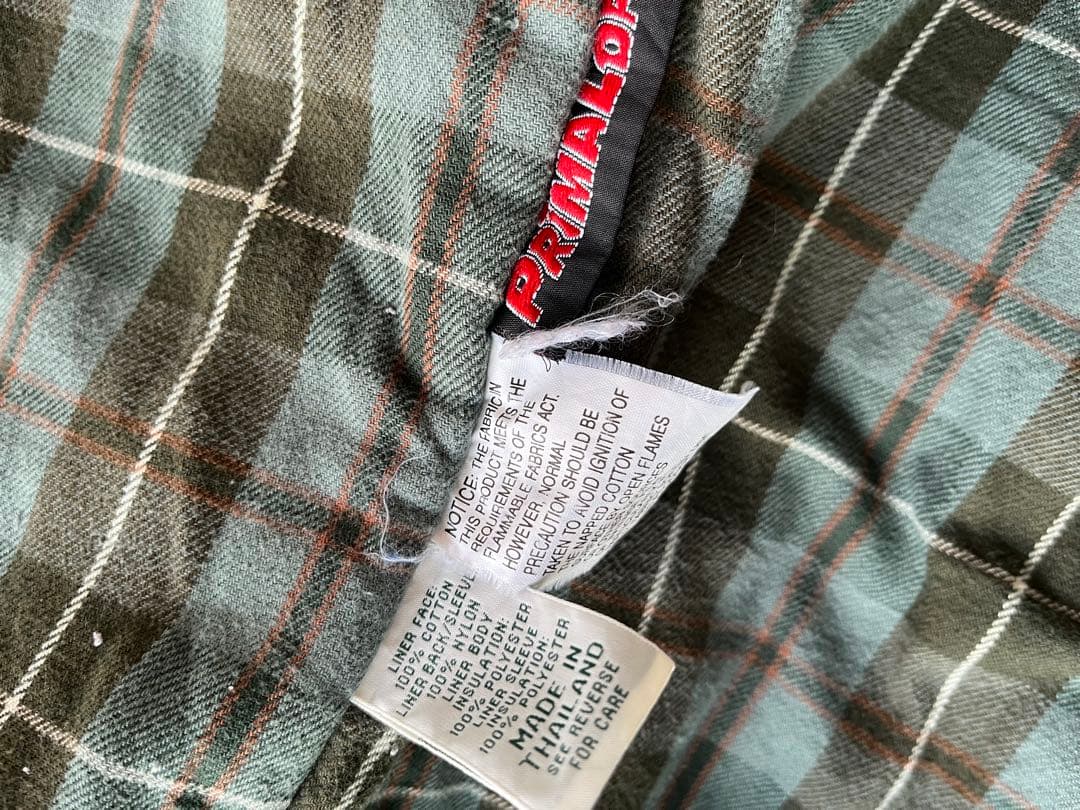 PRIMALOF
NOTICE: THE FABRIC IN
THIS PRODUCT MEETS THE
REQUIREMENTS OF THE
FLAMMABLE FABRICS ACT.
HOWEVER, NORMAL
PRECAUTION SHOULD BE
TAKEN TO AVOID IGNITION OF
NAPPED COTTON
BY OPEN FLAMES
LINER FACE:
100% COTTON
LINER BACK/SLEEVE
100% NYLON
LINER BODY
INSULATION:
100% POLYESTER
LINER SLEEVE
INSULATION:
100% POLYESTER
MADE IN
THAILAND
SEE REVERSE
FOR CARE